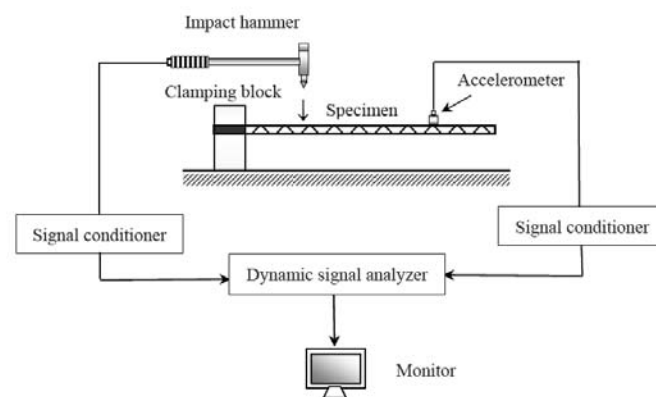 Impact hammer
Accelerometer
Clamping block
Specimen
Signal conditioner
Signal conditioner
Dynamic signal analyzer
Monitor